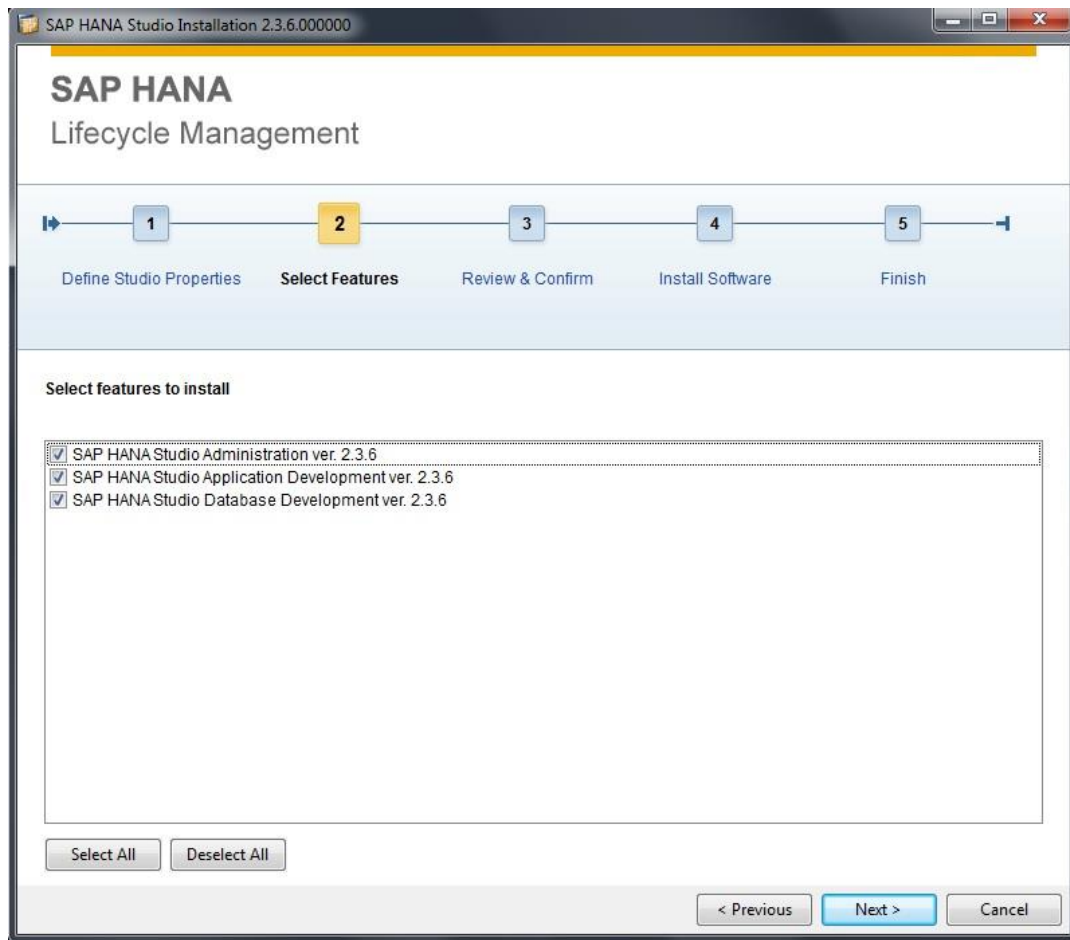 SAP HANA Studio Installation 2.3.6.000000
SAP HANA
Lifecycle Management
1
2
3
4
5
Define Studio Properties
Select Features
Review & Confirm
Install Software
Finish
Select features to install
SAP HANA Studio Administration ver. 2.3.6
SAP HANA Studio Application Development ver. 2.3.6
SAP HANA Studio Database Development ver. 2.3.6
Select All
Deselect All
< Previous
Next >
Cancel